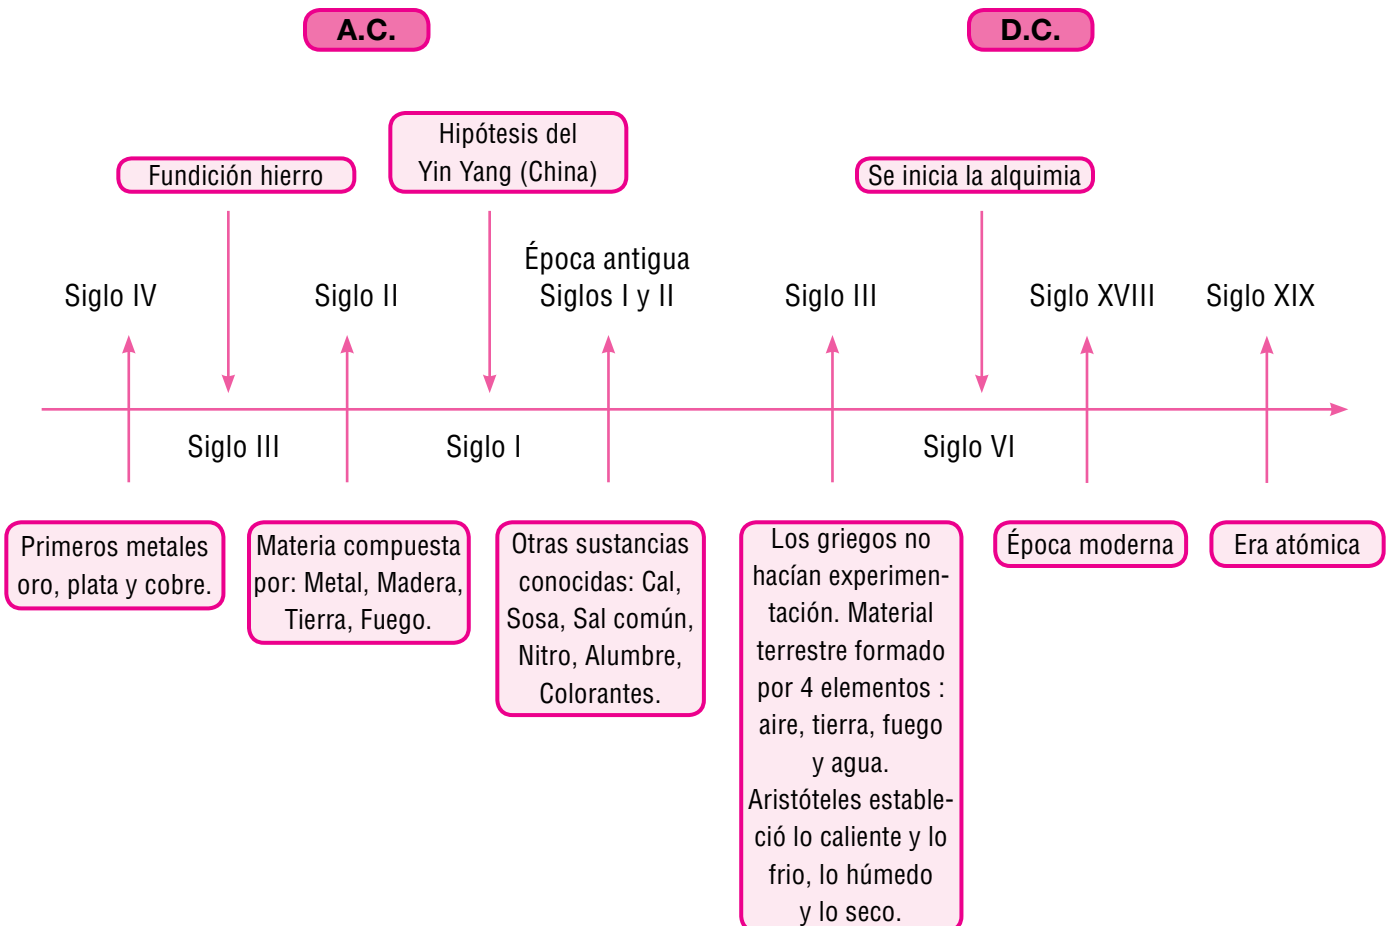 A.C.
D.C.
Fundición hierro
Hipótesis del
Yin Yang (China)
Se inicia la alquimia
Siglo IV
Siglo II
Época antigua
Siglos I y II
Siglo III
Siglo XVIII
Siglo XIX
Siglo III
Siglo I
Siglo VI
Primeros metales
oro, plata y cobre.
Materia compuesta
por: Metal, Madera,
Tierra, Fuego.
Otras sustancias
conocidas: Cal,
Sosa, Sal común,
Nitro, Alumbre,
Colorantes.
Los griegos no
hacían experimen-
tación. Material
terrestre formado
por 4 elementos :
aire, tierra, fuego
y agua.
Aristóteles estable-
ció lo caliente y lo
frio, lo húmedo
y lo seco.
Época moderna
Era atómica